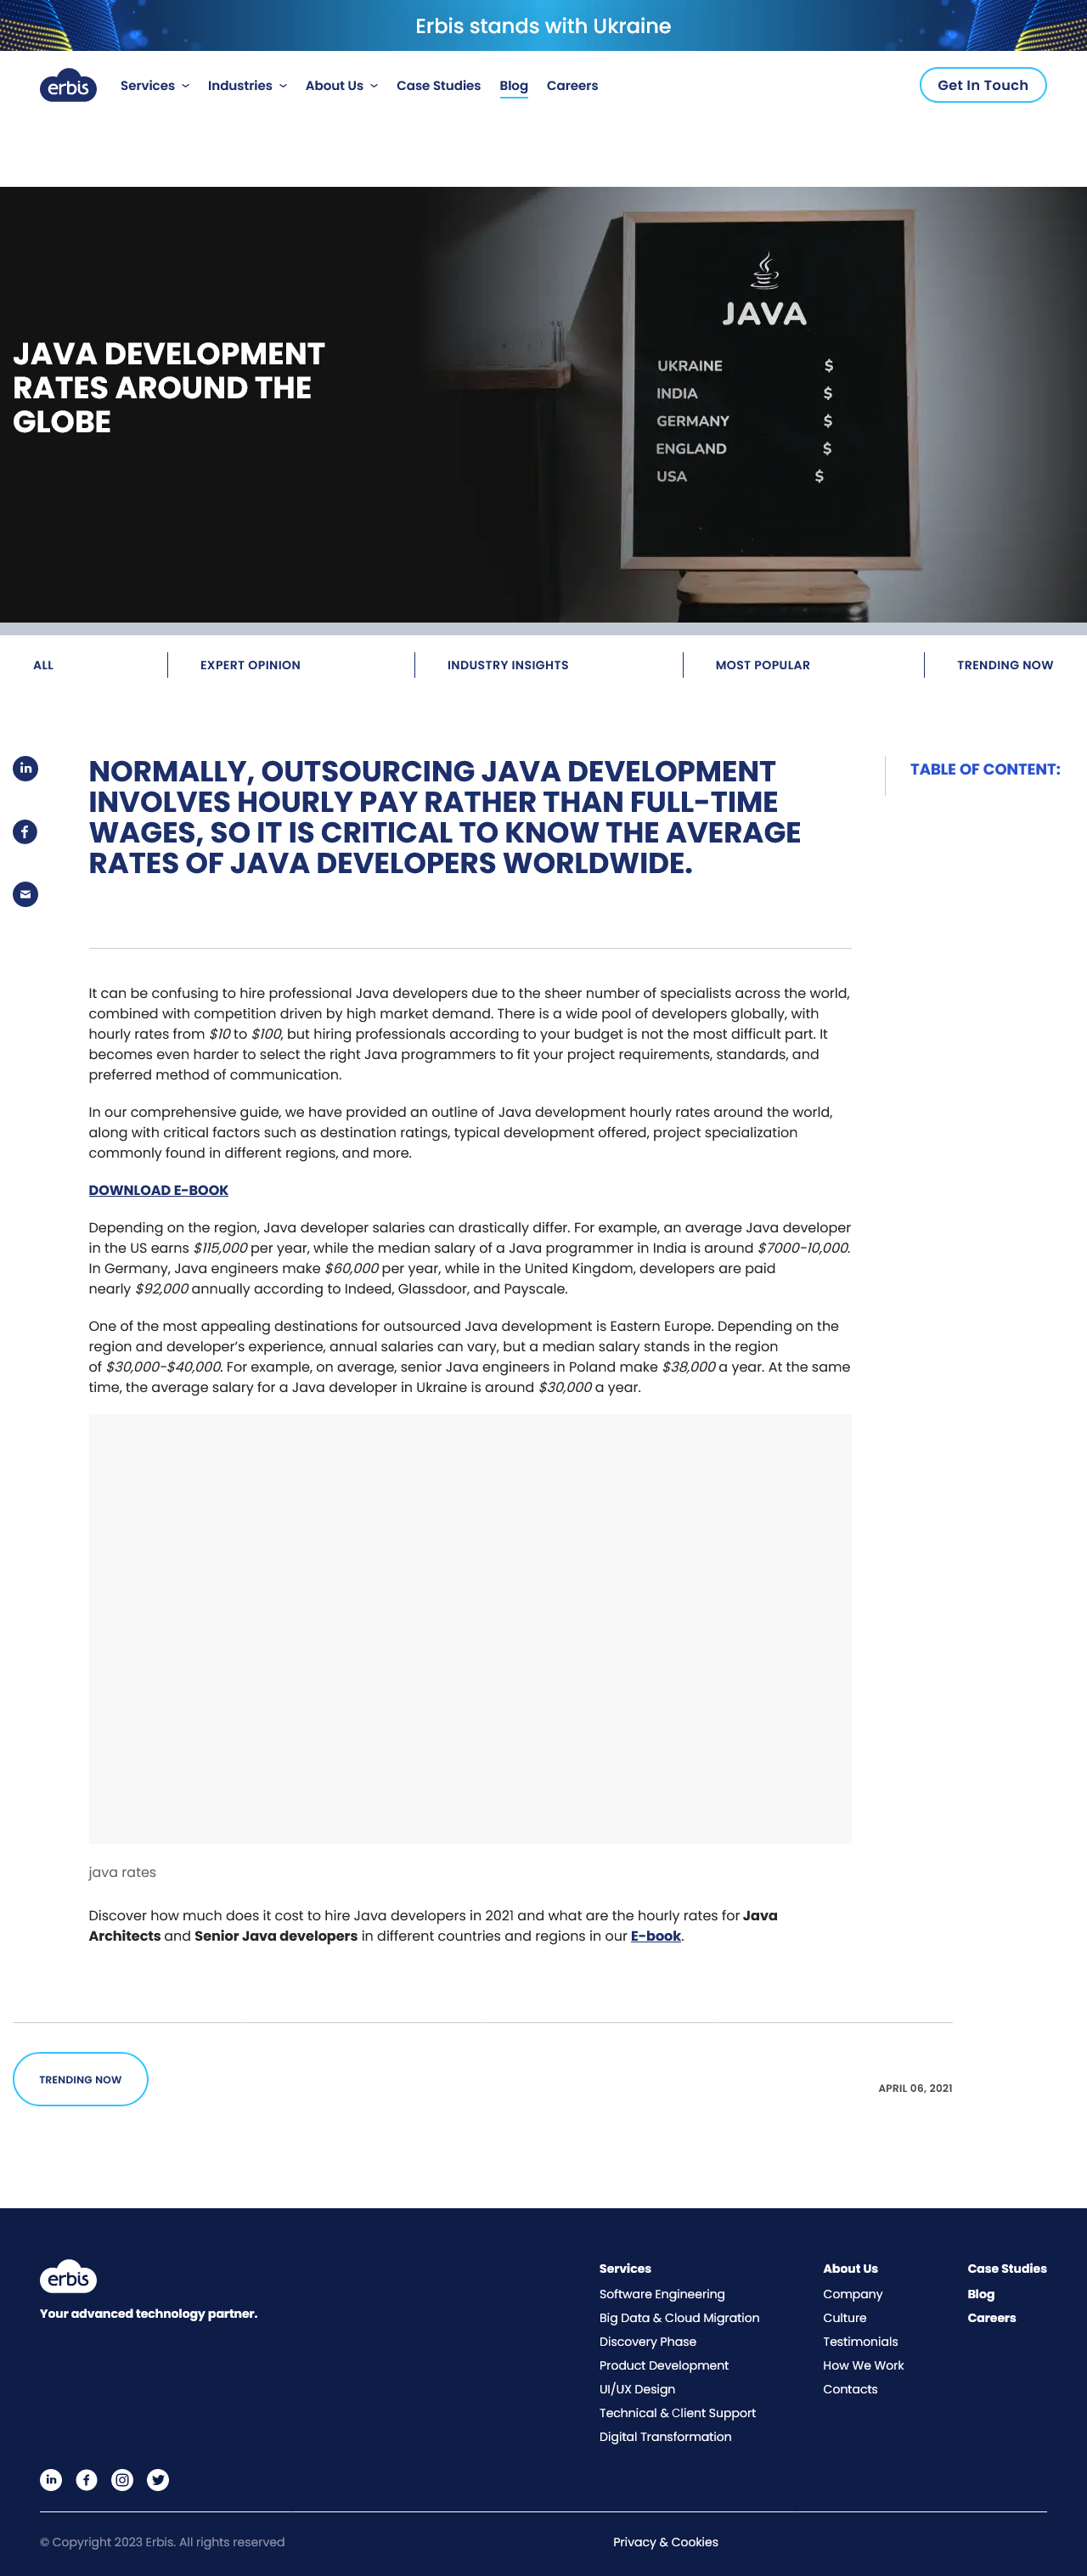 Erbis stands with Ukraine
erbis
Services
Industries
About Us
Case Studies
Blog
Careers
Get In Touch
JAVA DEVELOPMENT
RATES AROUND THE
GLOBE
JAVA
UKRAINE $
INDIA $
GERMANY $
ENGLAND $
USA $
ALL
EXPERT OPINION
INDUSTRY INSIGHTS
MOST POPULAR
TRENDING NOW
NORMALLY, OUTSOURCING JAVA DEVELOPMENT
INVOLVES HOURLY PAY RATHER THAN FULL-TIME
WAGES, SO IT IS CRITICAL TO KNOW THE AVERAGE
RATES OF JAVA DEVELOPERS WORLDWIDE.
TABLE OF CONTENT:
It can be confusing to hire professional Java developers due to the sheer number of specialists across the world,
combined with competition driven by high market demand. There is a wide pool of developers globally, with
hourly rates from $10 to $100, but hiring professionals according to your budget is not the most difficult part. It
becomes even harder to select the right Java programmers to fit your project requirements, standards, and
preferred method of communication.
In our comprehensive guide, we have provided an outline of Java development hourly rates around the world,
along with critical factors such as destination ratings, typical development offered, project specialization
commonly found in different regions, and more.
DOWNLOAD E-BOOK
Depending on the region, Java developer salaries can drastically differ. For example, an average Java developer
in the US earns $115,000 per year, while the median salary of a Java programmer in India is around $7000-10,000.
In Germany, Java engineers make $60,000 per year, while in the United Kingdom, developers are paid
nearly $92,000 annually according to Indeed, Glassdoor, and Payscale.
One of the most appealing destinations for outsourced Java development is Eastern Europe. Depending on the
region and developer's experience, annual salaries can vary, but a median salary stands in the region
of $30,000-$40,000. For example, on average, senior Java engineers in Poland make $38,000 a year. At the same
time, the average salary for a Java developer in Ukraine is around $30,000 a year.
java rates
Discover how much does it cost to hire Java developers in 2021 and what are the hourly rates for Java
Architects and Senior Java developers in different countries and regions in our E-book.
TRENDING NOW
APRIL 06, 2021
erbis
Your advanced technology partner.
Services
Software Engineering
Big Data & Cloud Migration
Discovery Phase
Product Development
UI/UX Design
Technical & Client Support
Digital Transformation
About Us
Company
Culture
Testimonials
How We Work
Contacts
Case Studies
Blog
Careers
© Copyright 2023 Erbis. All rights reserved
Privacy & Cookies